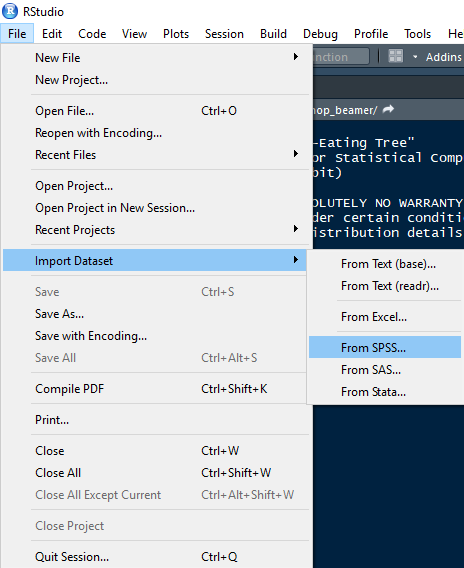 RStudio
File Edit Code View Plots Session Build Debug Profile Tools He
New File
nction Addins
New Project...
Open File... Ctrl+O
nop_beamer/
Reopen with Encoding...
-Eating Tree"
Recent Files
or Statistical Comp
bit)
Open Project...
OLUTELY NO WARRANTY
Open Project in New Session...
der certain conditio
Recent Projects
istribution details
Import Dataset
From Text (base)...
From Text (readr)...
From Excel...
From SPSS...
From SAS...
From Stata...
Save Ctrl+S
Save As...
Save with Encoding...
Save All Ctrl+Alt+S
Compile PDF Ctrl+Shift+K
Print...
Close Ctrl+W
Close All Ctrl+Shift+W
Close All Except Current Ctrl+Alt+Shift+W
Close Project
Quit Session... Ctrl+Q